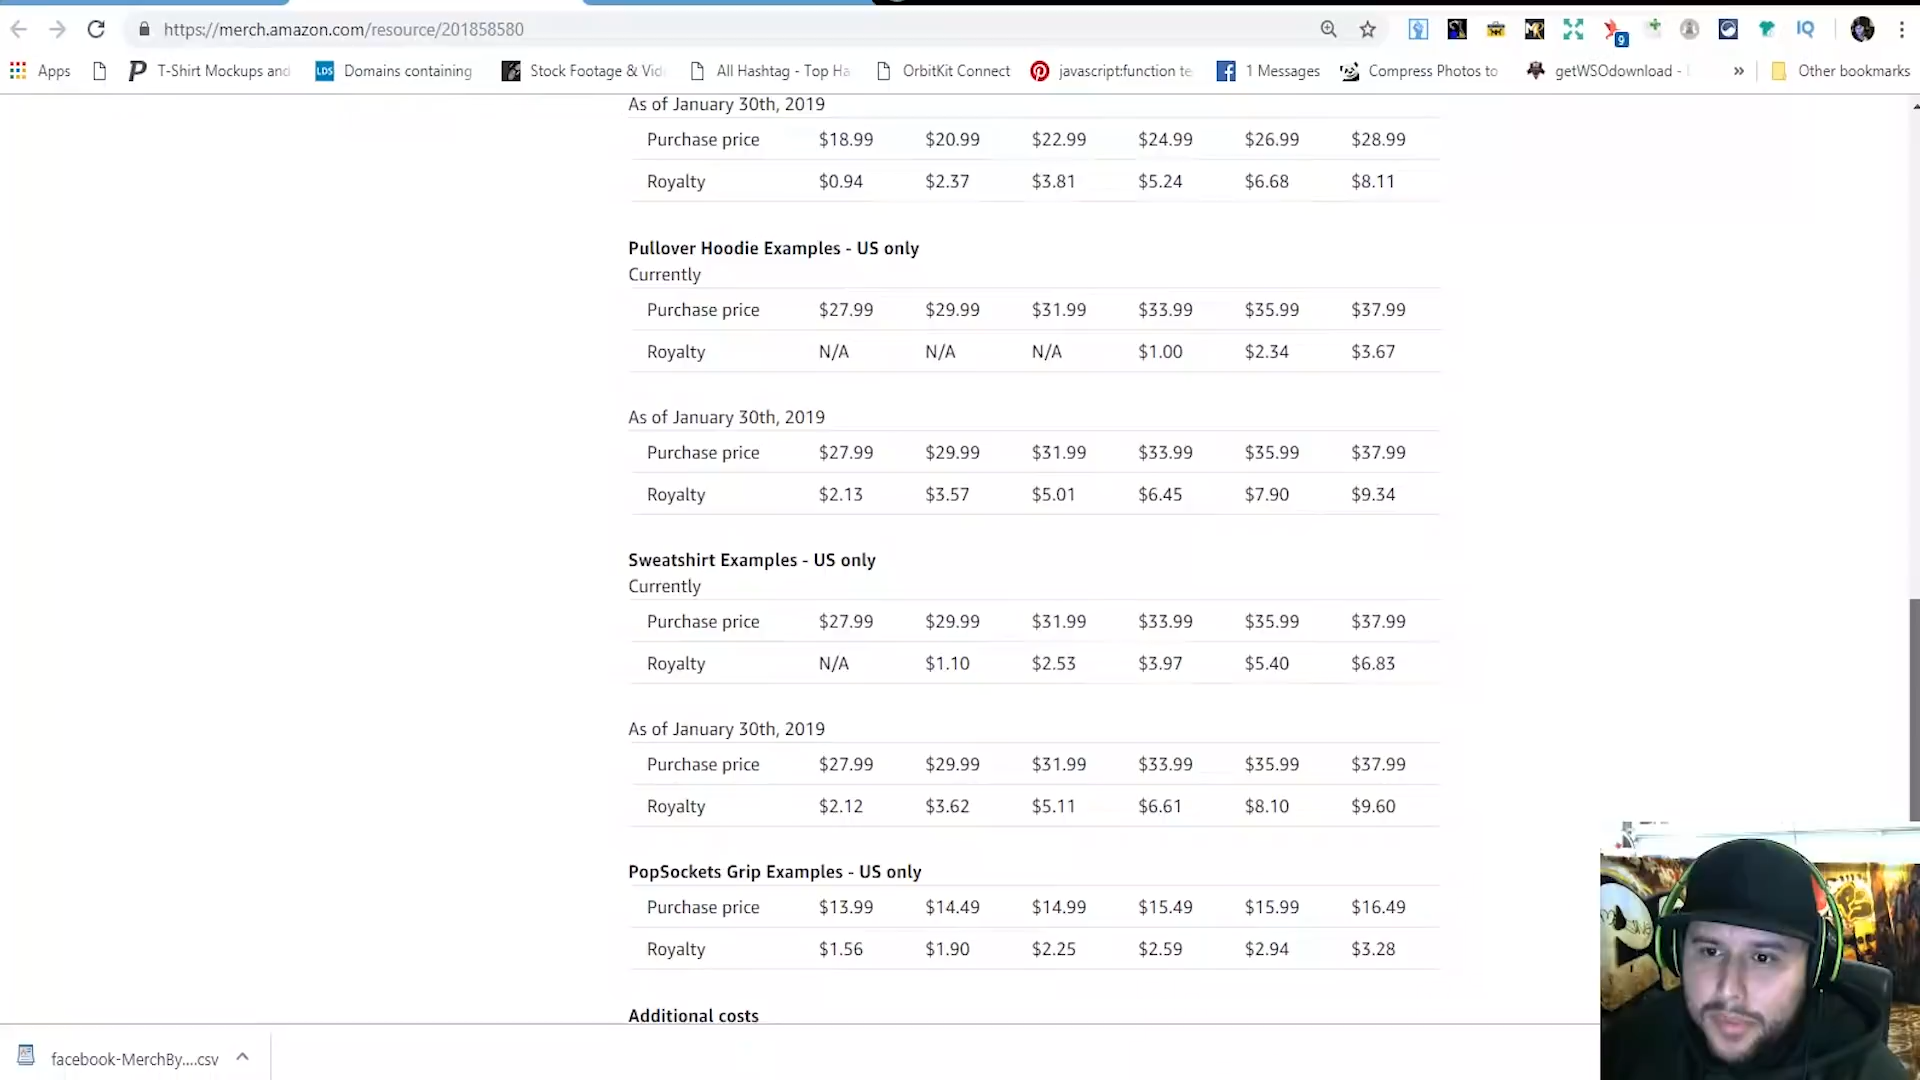 https://merch.amazon.com/resource/201858580
9
IQ
Apps
T-Shirt Mockups and
LDS
Domains containing
Stock Footage & Vid
All Hashtag - Top Ha
OrbitKit Connect
javascript:function te
1 Messages
Compress Photos to
getWSOdownload -
»
Other bookmarks
As of January 30th, 2019
Purchase price $18.99 $20.99 $22.99 $24.99 $26.99 $28.99
Royalty $0.94 $2.37 $3.81 $5.24 $6.68 $8.11
Pullover Hoodie Examples - US only
Currently
Purchase price $27.99 $29.99 $31.99 $33.99 $35.99 $37.99
Royalty N/A N/A N/A $1.00 $2.34 $3.67
As of January 30th, 2019
Purchase price $27.99 $29.99 $31.99 $33.99 $35.99 $37.99
Royalty $2.13 $3.57 $5.01 $6.45 $7.90 $9.34
Sweatshirt Examples - US only
Currently
Purchase price $27.99 $29.99 $31.99 $33.99 $35.99 $37.99
Royalty N/A $1.10 $2.53 $3.97 $5.40 $6.83
As of January 30th, 2019
Purchase price $27.99 $29.99 $31.99 $33.99 $35.99 $37.99
Royalty $2.12 $3.62 $5.11 $6.61 $8.10 $9.60
PopSockets Grip Examples - US only
Purchase price $13.99 $14.49 $14.99 $15.49 $15.99 $16.49
Royalty $1.56 $1.90 $2.25 $2.59 $2.94 $3.28
Additional costs
facebook-MerchBy....csv